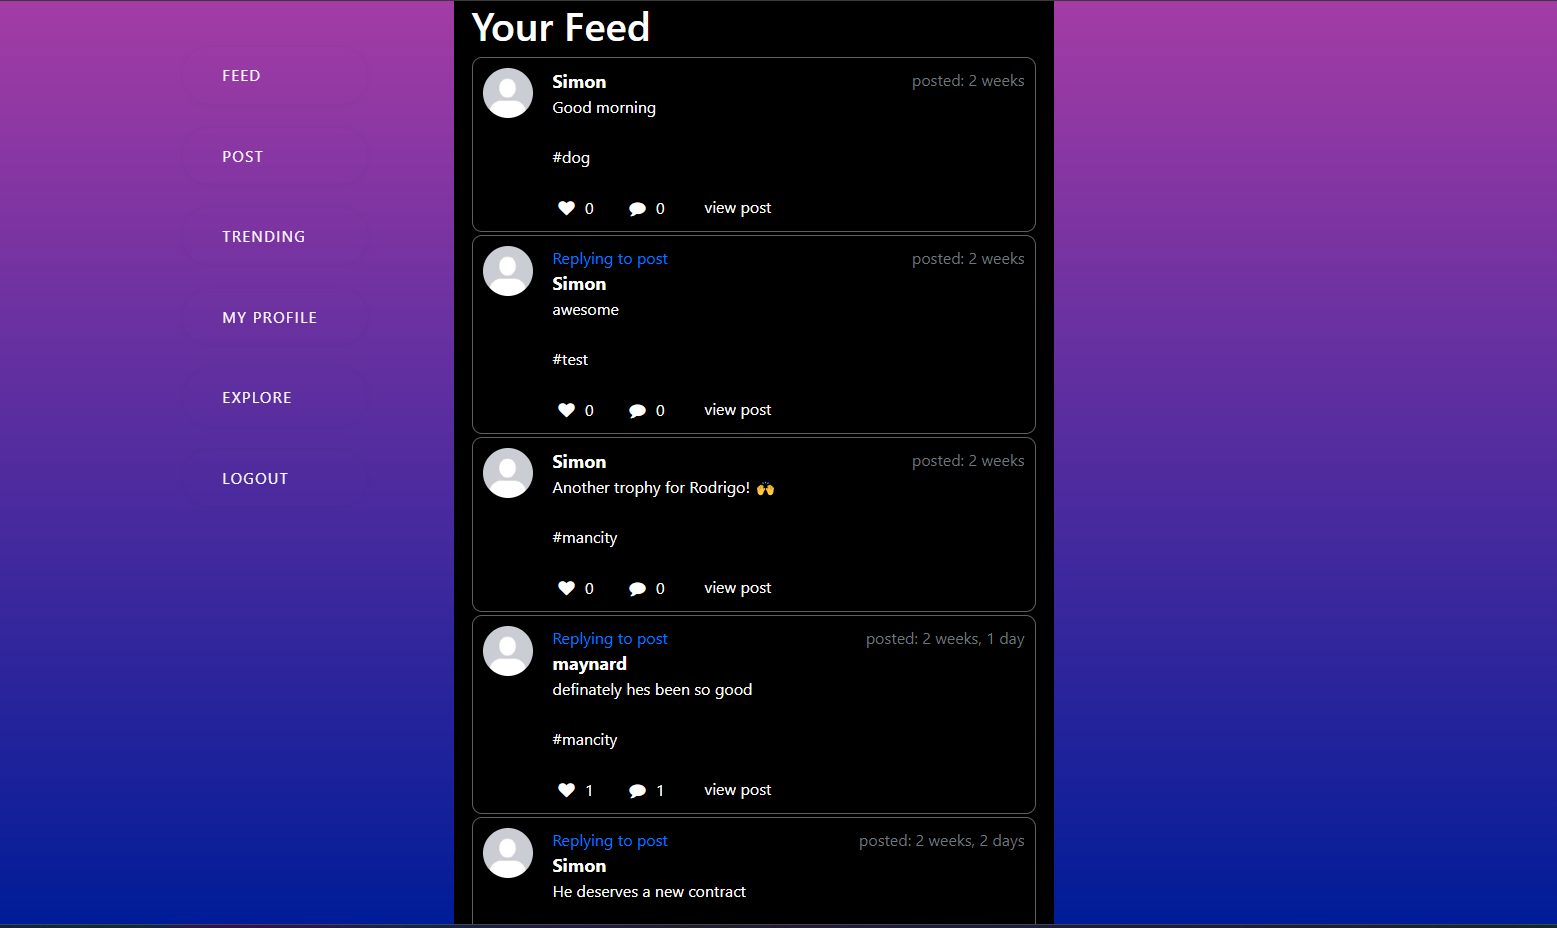 FEED
POST
TRENDING
MY PROFILE
EXPLORE
LOGOUT
Your Feed
Simon
posted: 2 weeks
Good morning
#dog
0
0
view post
Replying to post
posted: 2 weeks
Simon
awesome
#test
0
0
view post
Simon
posted: 2 weeks
Another trophy for Rodrigo! 🙌
#mancity
0
0
view post
Replying to post
posted: 2 weeks, 1 day
maynard
definately hes been so good
#mancity
1
1
view post
Replying to post
posted: 2 weeks, 2 days
Simon
He deserves a new contract